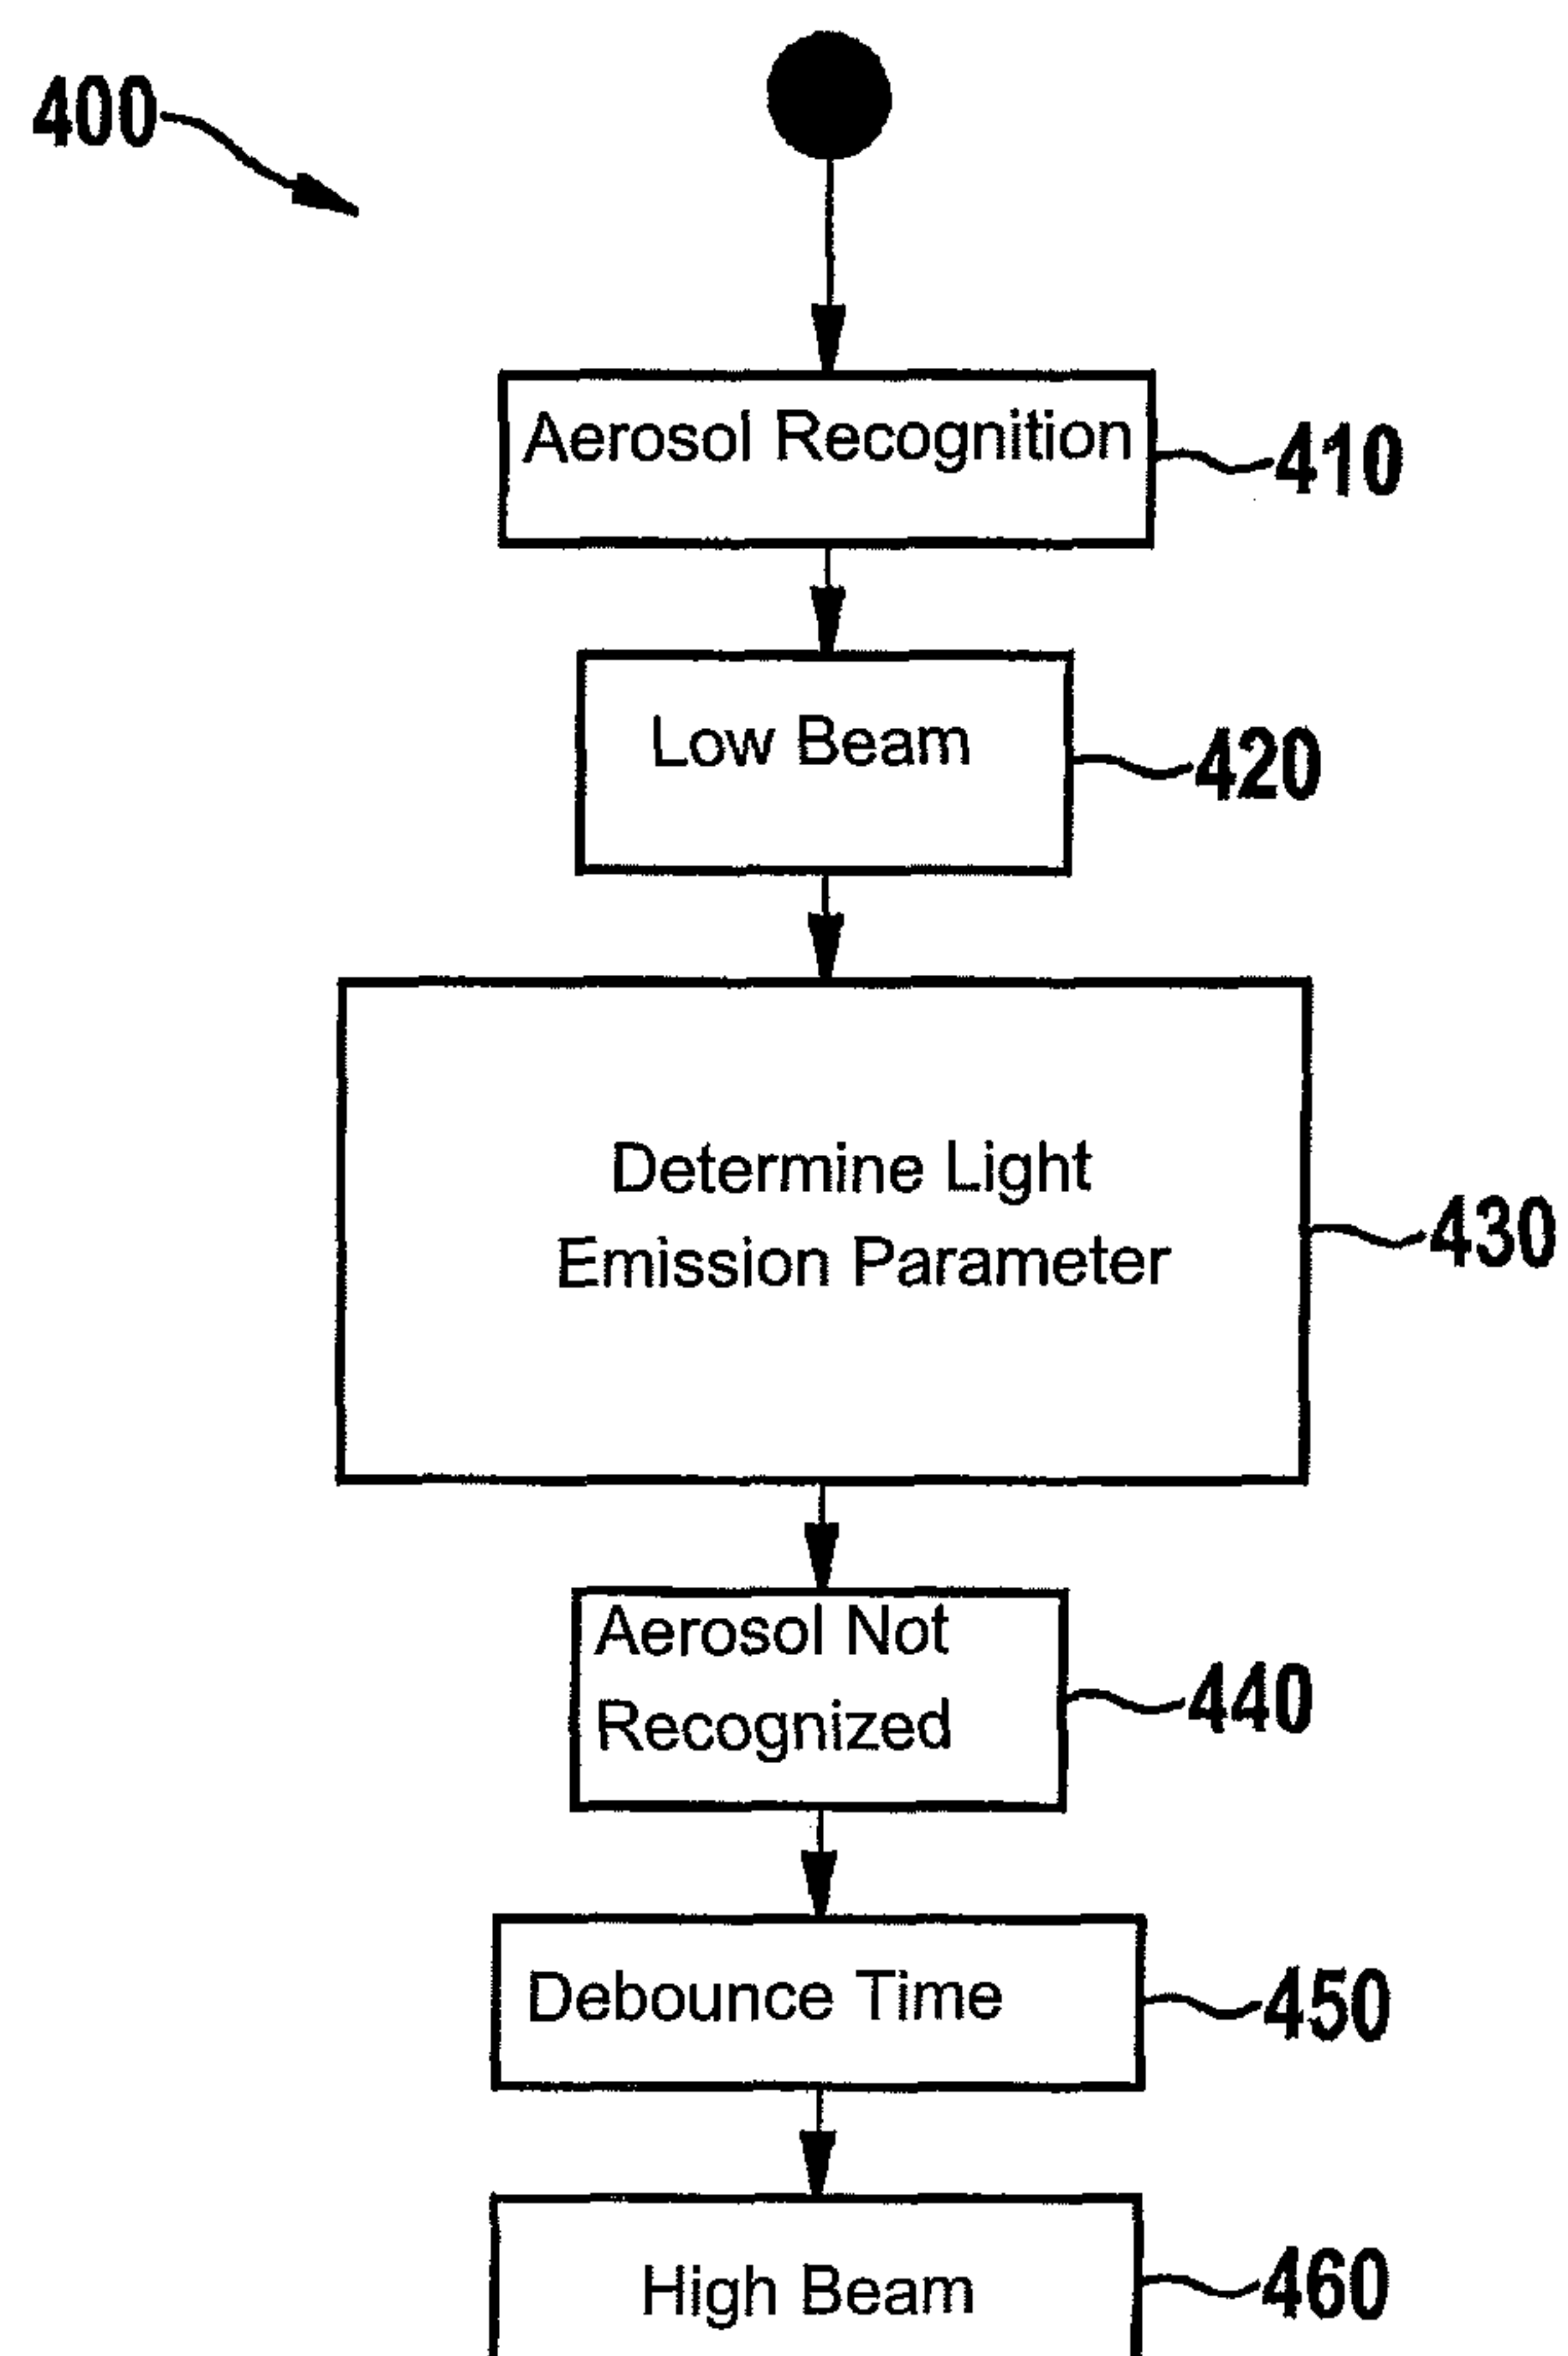 400
Aerosol Recognition
410
Low Beam
420
Determine Light
Emission Parameter
430
Aerosol Not
Recognized
440
Debounce Time
450
High Beam
460